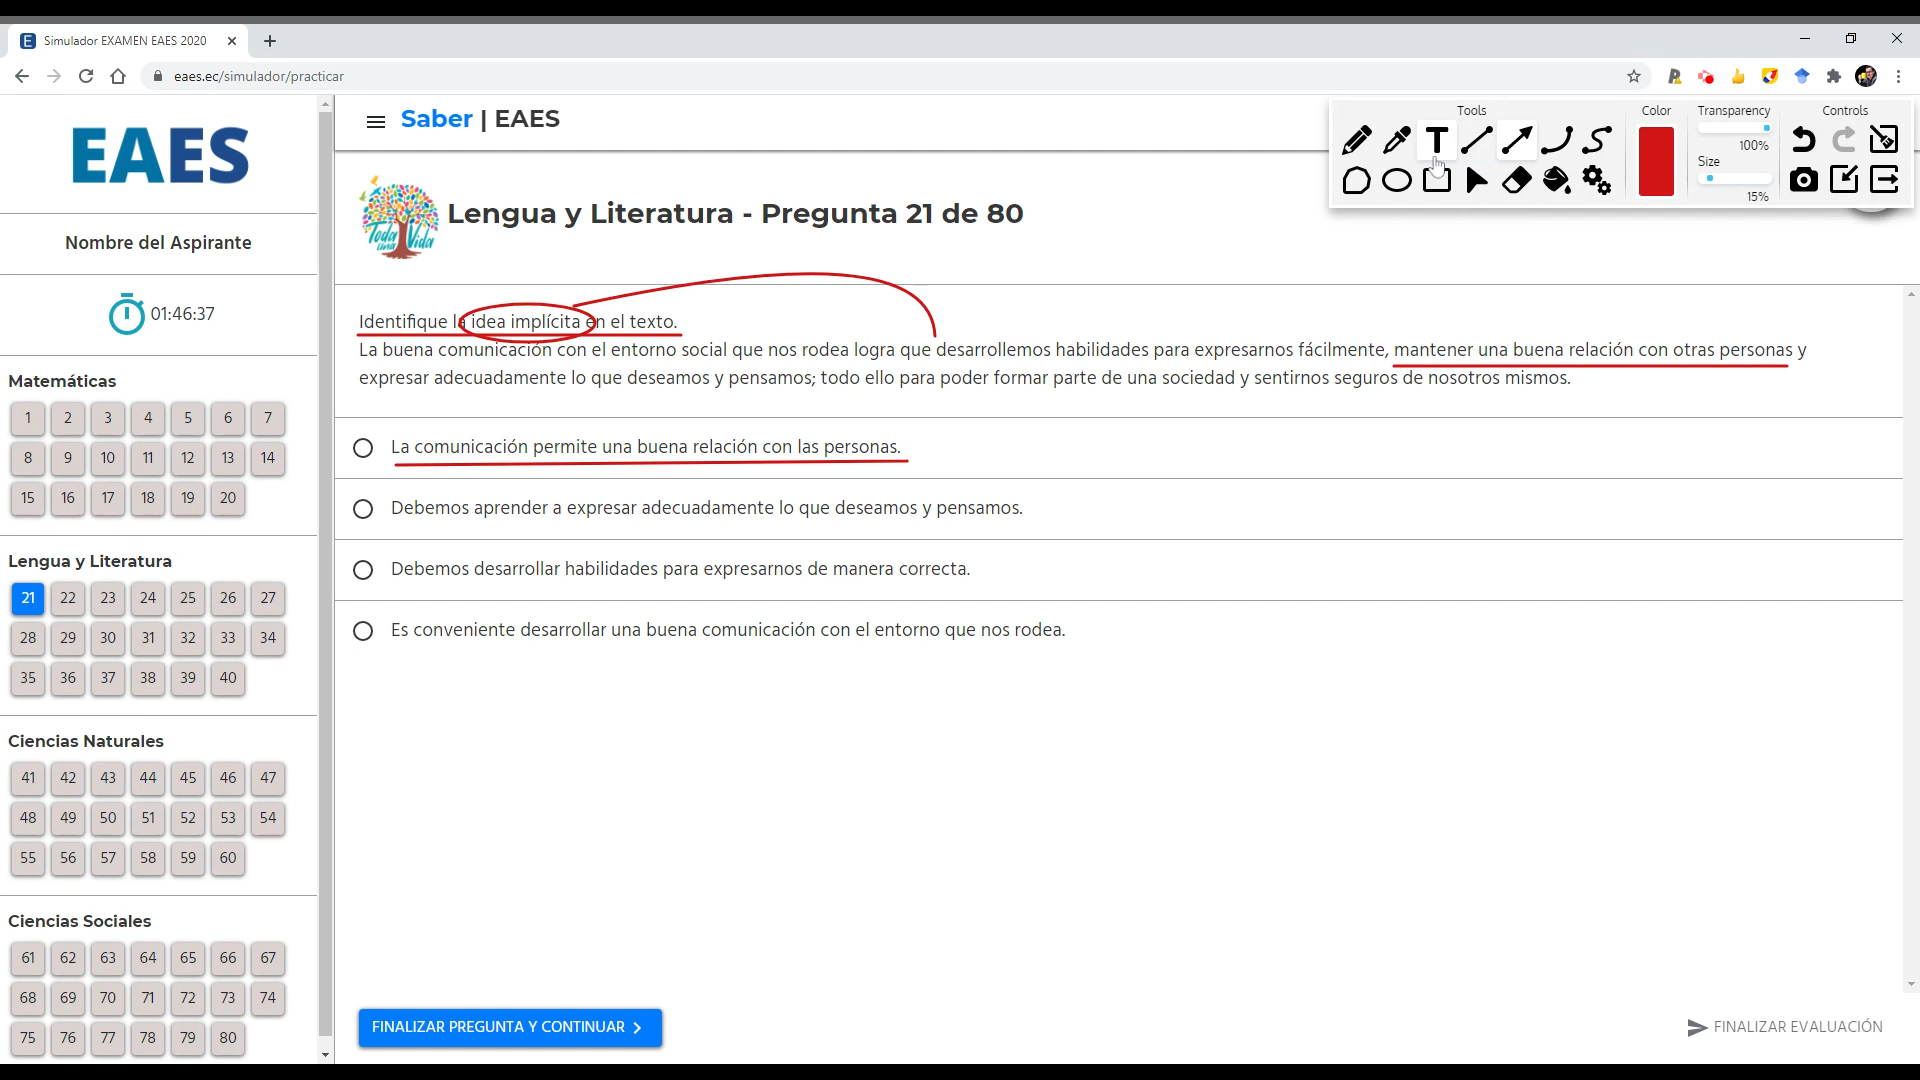 Simulador EXAMEN EAES 2020
eaes.ec/simulador/practicar
EAES
Nombre del Aspirante
01:46:37
Matemáticas
1 2 3 4 5 6 7
8 9 10 11 12 13 14
15 16 17 18 19 20
Lengua y Literatura
21 22 23 24 25 26 27
28 29 30 31 32 33 34
35 36 37 38 39 40
Ciencias Naturales
41 42 43 44 45 46 47
48 49 50 51 52 53 54
55 56 57 58 59 60
Ciencias Sociales
61 62 63 64 65 66 67
68 69 70 71 72 73 74
75 76 77 78 79 80
Saber | EAES
Tools Color Transparency Controls
100%
Size
15%
Toda una Vida
Lengua y Literatura - Pregunta 21 de 80
Identifique la idea implícita en el texto.
La buena comunicación con el entorno social que nos rodea logra que desarrollemos habilidades para expresarnos fácilmente, mantener una buena relación con otras personas y
expresar adecuadamente lo que deseamos y pensamos; todo ello para poder formar parte de una sociedad y sentirnos seguros de nosotros mismos.
La comunicación permite una buena relación con las personas.
Debemos aprender a expresar adecuadamente lo que deseamos y pensamos.
Debemos desarrollar habilidades para expresarnos de manera correcta.
Es conveniente desarrollar una buena comunicación con el entorno que nos rodea.
FINALIZAR PREGUNTA Y CONTINUAR
FINALIZAR EVALUACIÓN